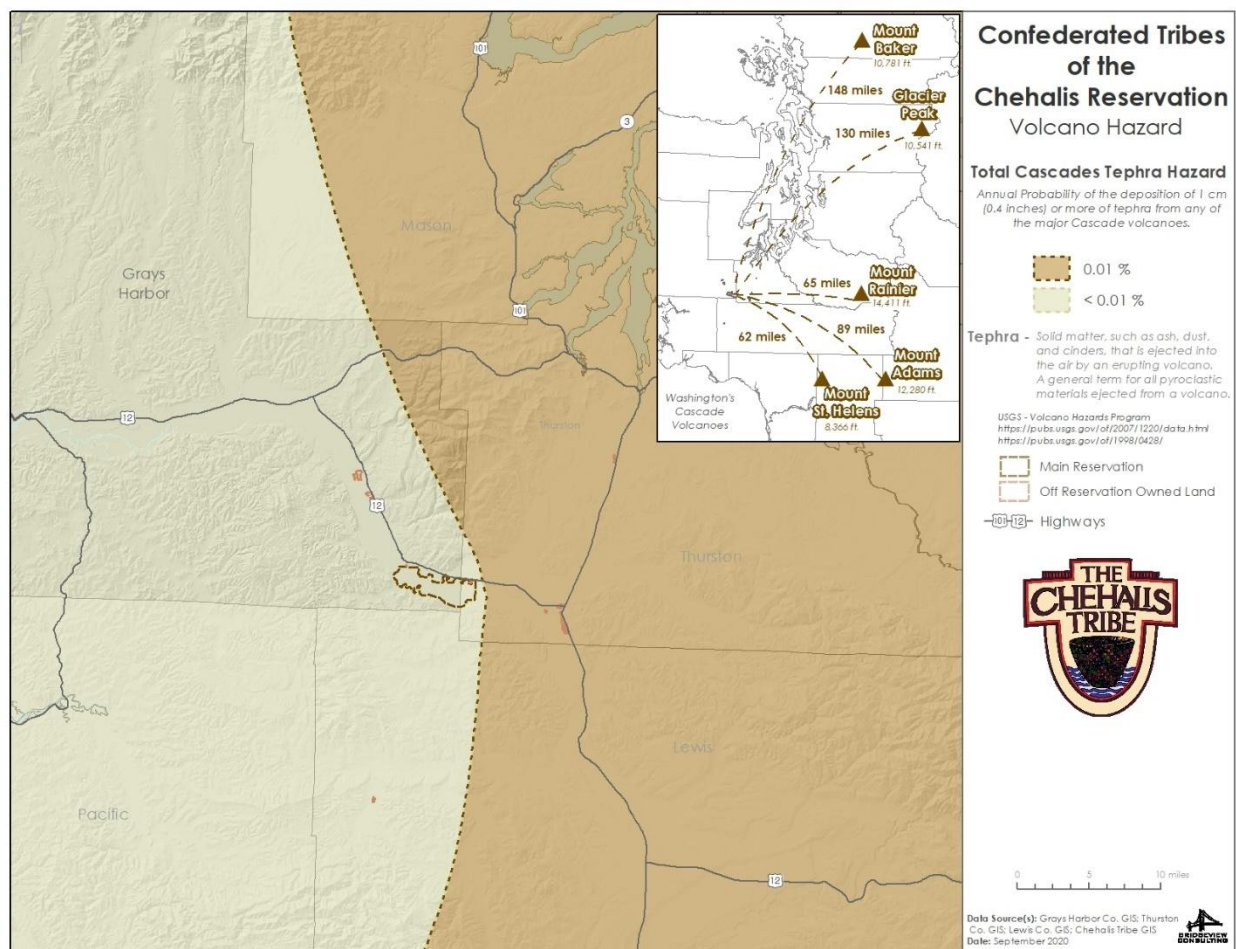 101
3
Mason
Grays
Harbor
101
12
Thurston
12
Thurston
Lewis
Pacific
12
Mount
Baker
10,781 ft.
148 miles
Glacier
Peak
130 miles
10,541 ft.
65 miles
Mount
Rainier
14,411 ft.
62 miles
89 miles
Mount
Adams
12,280 ft.
Mount
St. Helens
8,366 ft.
Washington's
Cascade
Volcanoes
Confederated Tribes
of the
Chehalis Reservation
Volcano Hazard
Total Cascades Tephra Hazard
Annual Probability of the deposition of 1 cm
(0.4 inches) or more of tephra from any of
the major Cascade volcanoes.
0.01 %
< 0.01 %
Tephra - Solid matter, such as ash, dust,
and cinders, that is ejected into
the air by an erupting volcano.
A general term for all pyroclastic
materials ejected from a volcano.
USGS - Volcano Hazards Program
https://pubs.usgs.gov/of/2007/1220/data.html
https://pubs.usgs.gov/of/1998/0428/
Main Reservation
Off Reservation Owned Land
101 12 Highways
THE
CHEHALIS
TRIBE
0 5 10 miles
Data Source(s): Grays Harbor Co. GIS; Thurston
Co. GIS; Lewis Co. GIS; Chehalis Tribe GIS
Date: September 2020
BRIDGEVIEW
CONSULTING